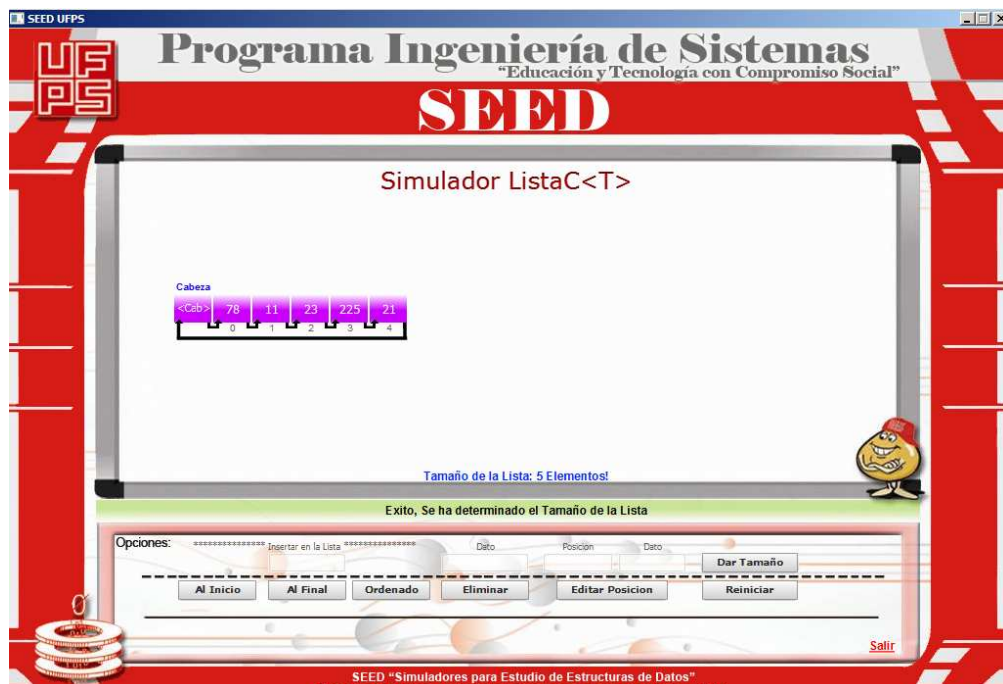 SEED UFPS
UFPS
Programa Ingeniería de Sistemas
“Educación y Tecnología con Compromiso Social”
SEED
Simulador ListaC<T>
Cabeza
<Cab> 78 11 23 225 21
0 1 2 3 4
Tamaño de la Lista: 5 Elementos!
Exito, Se ha determinado el Tamaño de la Lista
Opciones: *************** Insertar en la Lista *************** Dato Posicion Dato
Dar Tamaño
Al Inicio Al Final Ordenado Eliminar Editar Posicion Reiniciar
Salir
SEED “Simuladores para Estudio de Estructuras de Datos”